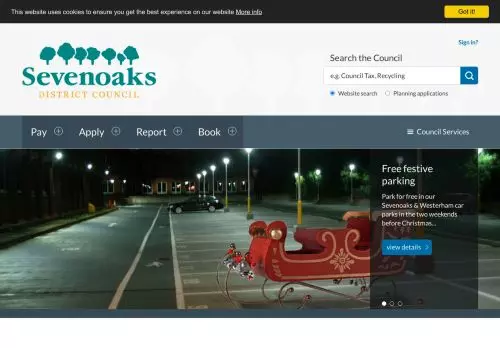 This website uses cookies to ensure you get the best experience on our website More info
Got it!
Sign in?
Sevenoaks
DISTRICT COUNCIL
Search the Council
e.g. Council Tax, Recycling
Website search
Planning applications
Pay
Apply
Report
Book
Council Services
Free festive
parking
Park for free in our
Sevenoaks & Westerham car
parks in the two weekends
before Christmas...
view details